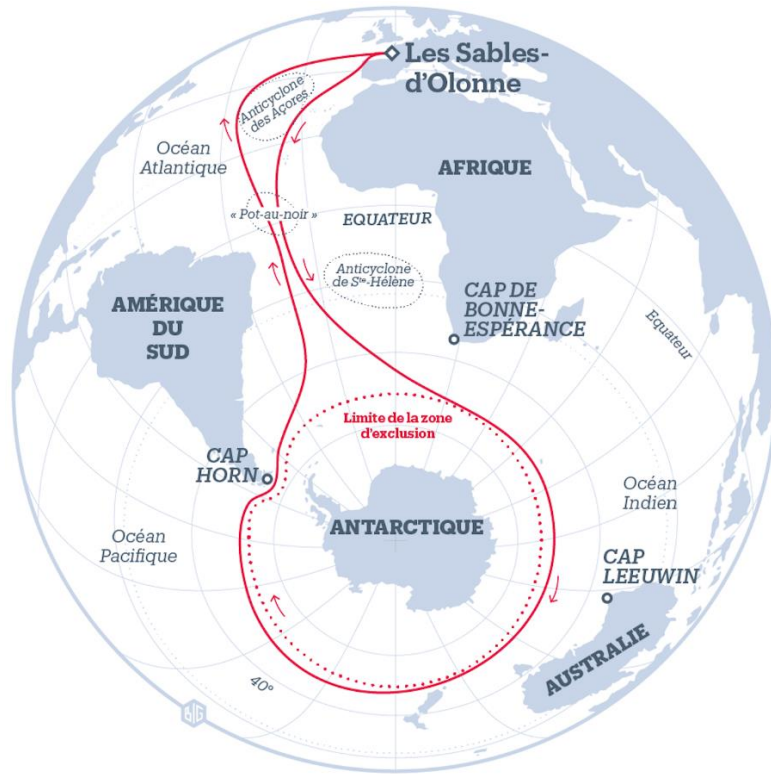 Les Sables-
d'Olonne
Anticyclone
des Açores
Océan
Atlantique
AFRIQUE
« Pot-au-noir »
EQUATEUR
Anticyclone
de Ste-Hélène
AMÉRIQUE
DU
SUD
CAP DE
BONNE-
ESPÉRANCE
Equateur
Limite de la zone
d'exclusion
CAP
HORN
Océan
Indien
ANTARCTIQUE
Océan
Pacifique
CAP
LEEUWIN
AUSTRALIE
40°
BIG